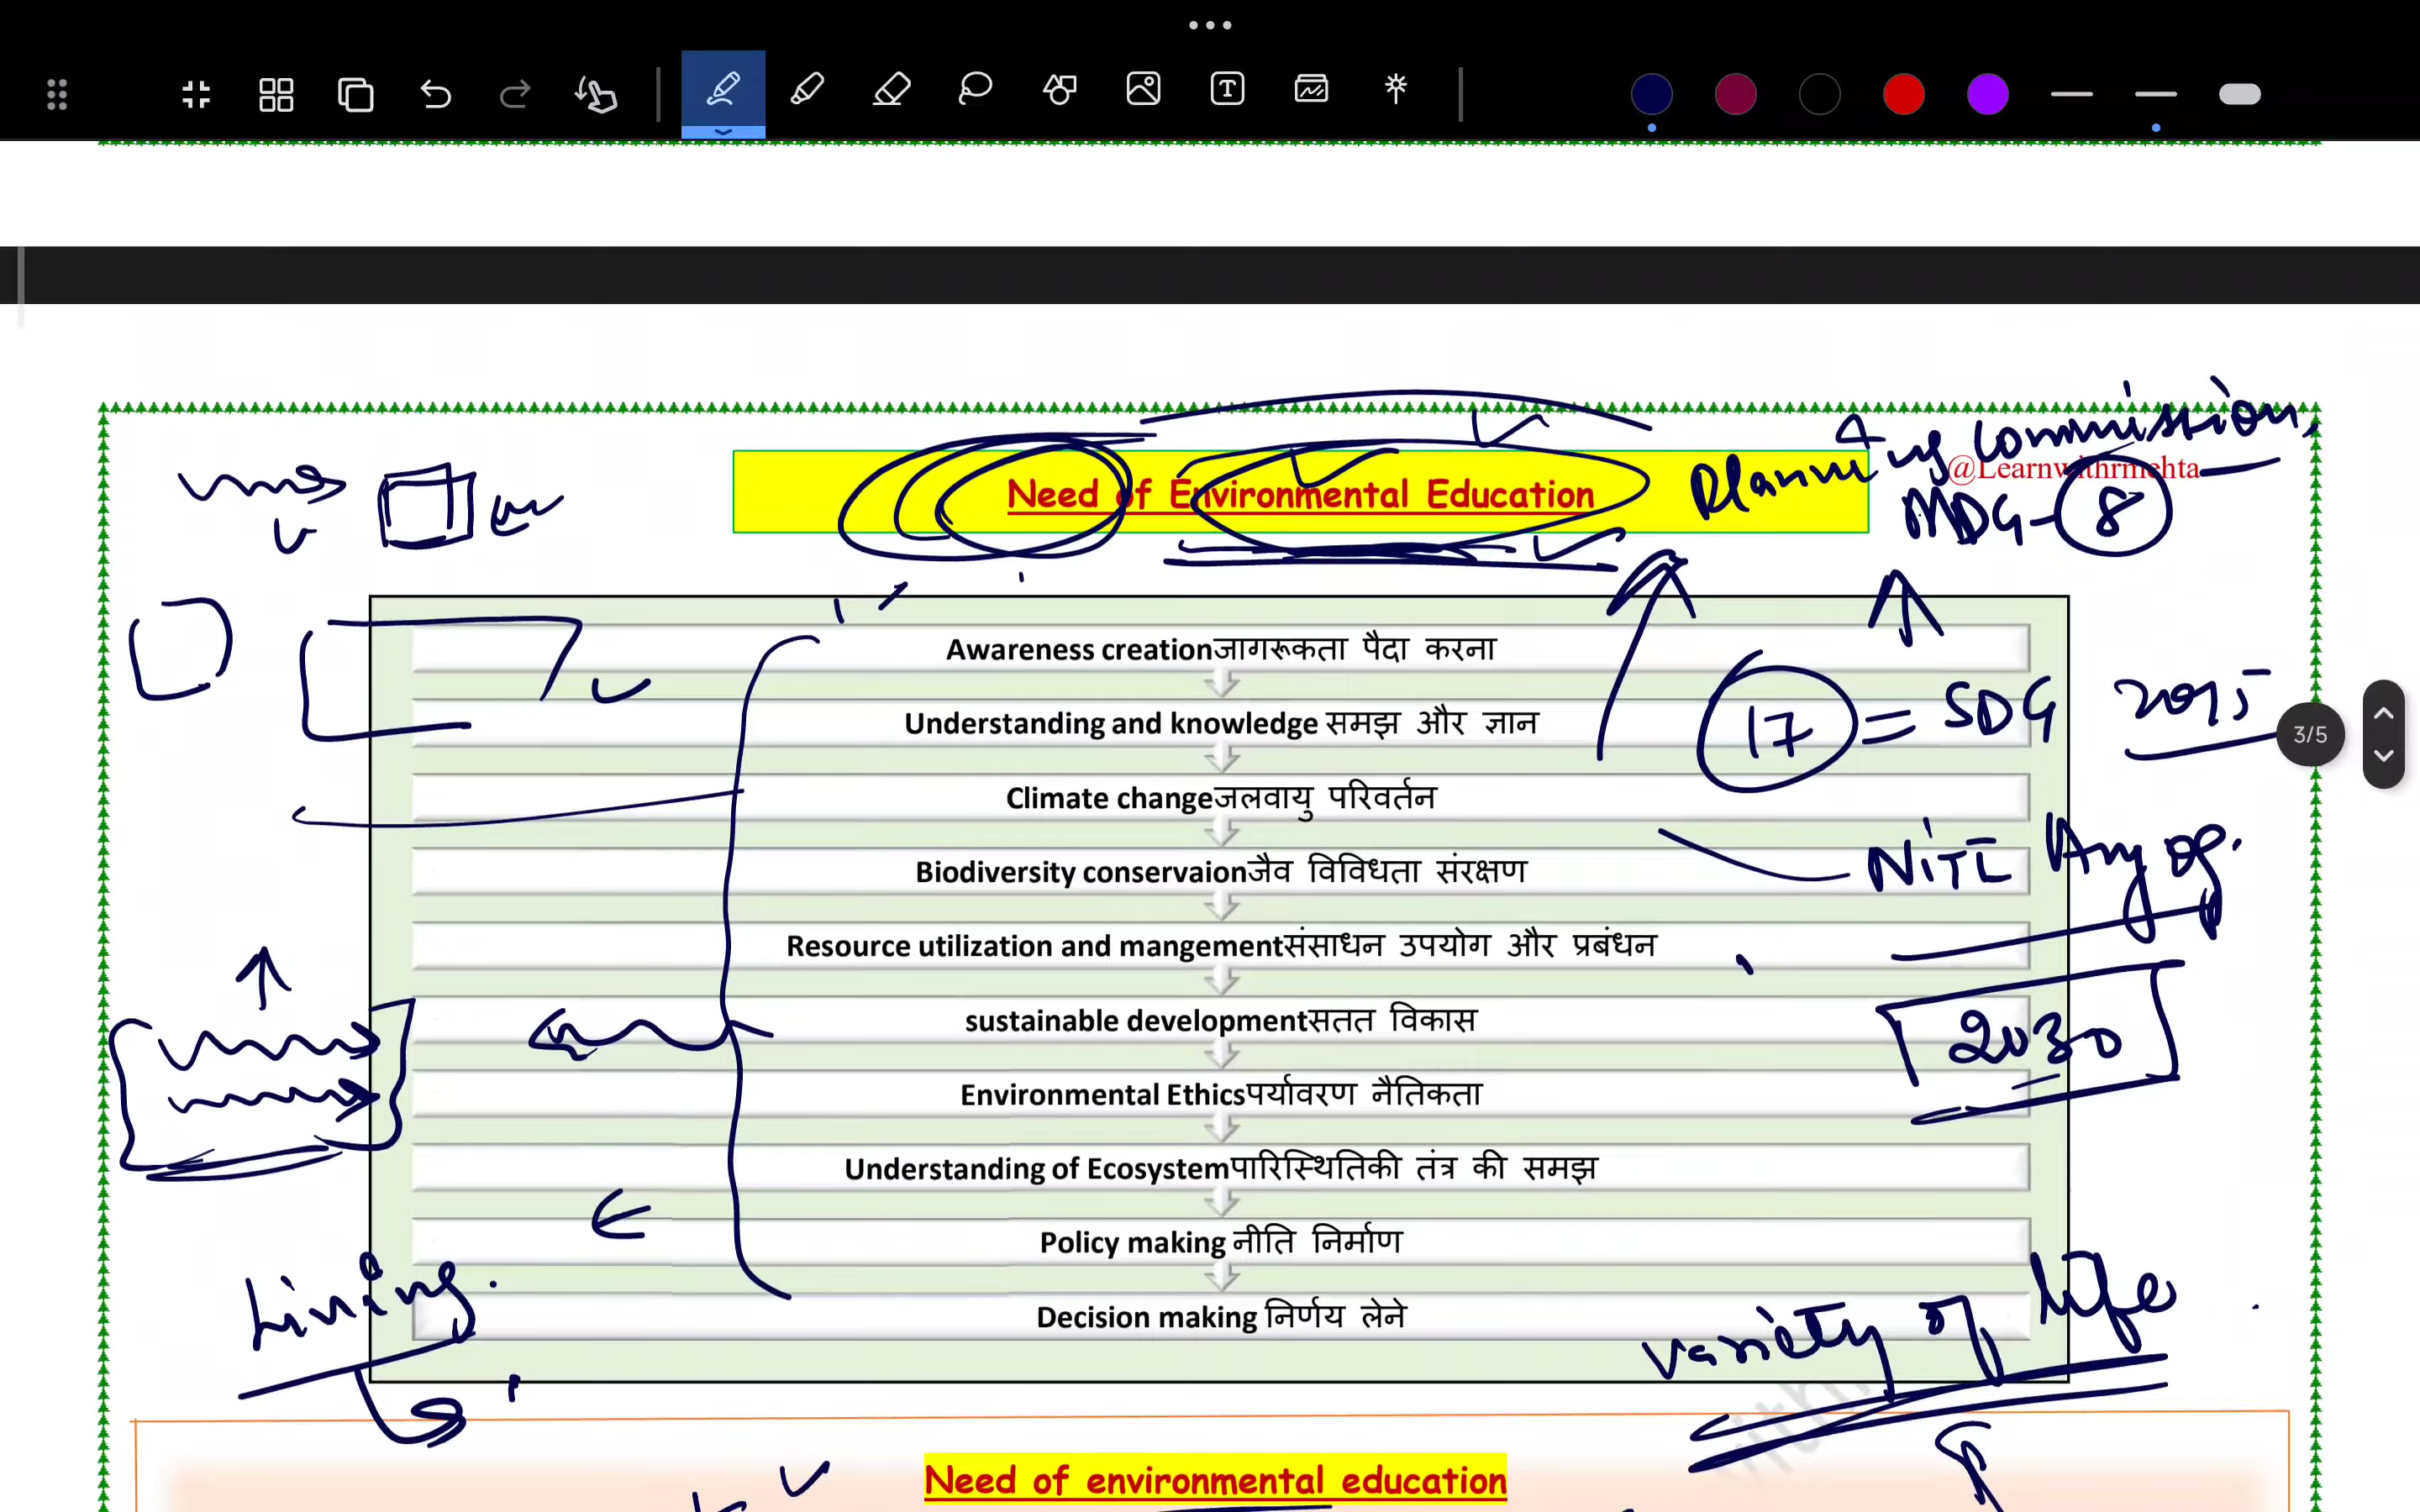 Planning Commission,
@Learnwithrmehta
Need of Environmental Education
MDG-8
Awareness creationजागरूकता पैदा करना
Understanding and knowledge समझ और ज्ञान
17 = SDG 2015
3/5
Climate changeजलवायु परिवर्तन
Biodiversity conservaionजैव विविधता संरक्षण
NiTI
Resource utilization and mangementसंसाधन उपयोग और प्रबंधन
sustainable developmentसतत विकास
2030
Environmental Ethicsपर्यावरण नैतिकता
Understanding of Ecosystemपारिस्थितिकी तंत्र की समझ
Policy making नीति निर्माण
Living.
Decision making निर्णय लेने
variety of life
Need of environmental education